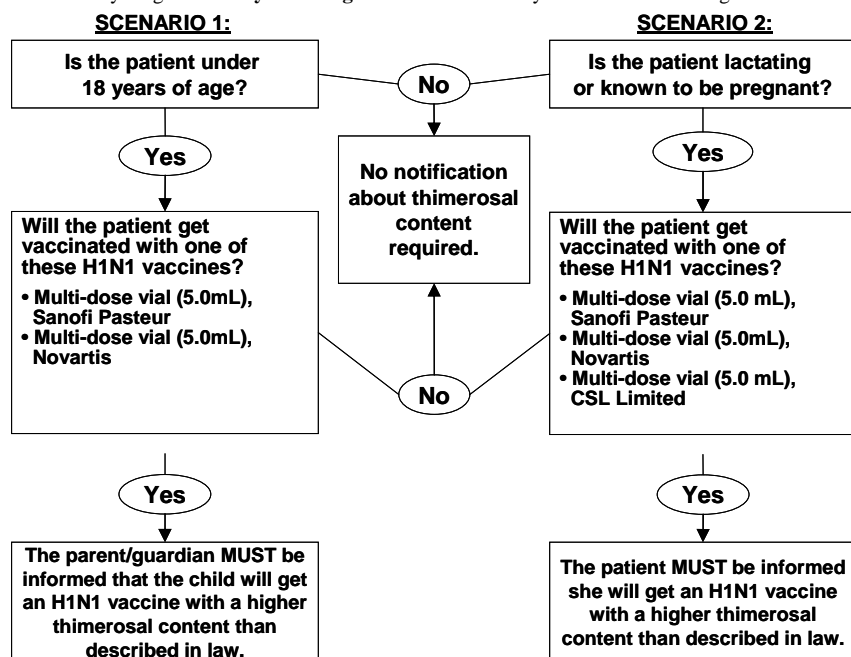 SCENARIO 1:
Is the patient under
18 years of age?
Yes
Will the patient get
vaccinated with one of
these H1N1 vaccines?
• Multi-dose vial (5.0mL),
Sanofi Pasteur
• Multi-dose vial (5.0mL),
Novartis
Yes
The parent/guardian MUST be
informed that the child will get
an H1N1 vaccine with a higher
thimerosal content than
described in law.
No
No notification
about thimerosal
content
required.
No
SCENARIO 2:
Is the patient lactating
or known to be pregnant?
Yes
Will the patient get
vaccinated with one of
these H1N1 vaccines?
• Multi-dose vial (5.0 mL),
Sanofi Pasteur
• Multi-dose vial (5.0mL),
Novartis
• Multi-dose vial (5.0 mL),
CSL Limited
Yes
The patient MUST be informed
she will get an H1N1 vaccine
with a higher thimerosal
content than described in law.